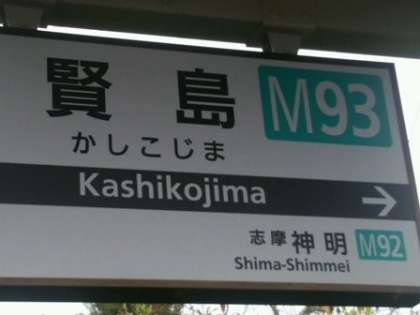 賢島 M93
かしこじま
Kashikojima →
志摩神明 M92
Shima-Shimmei